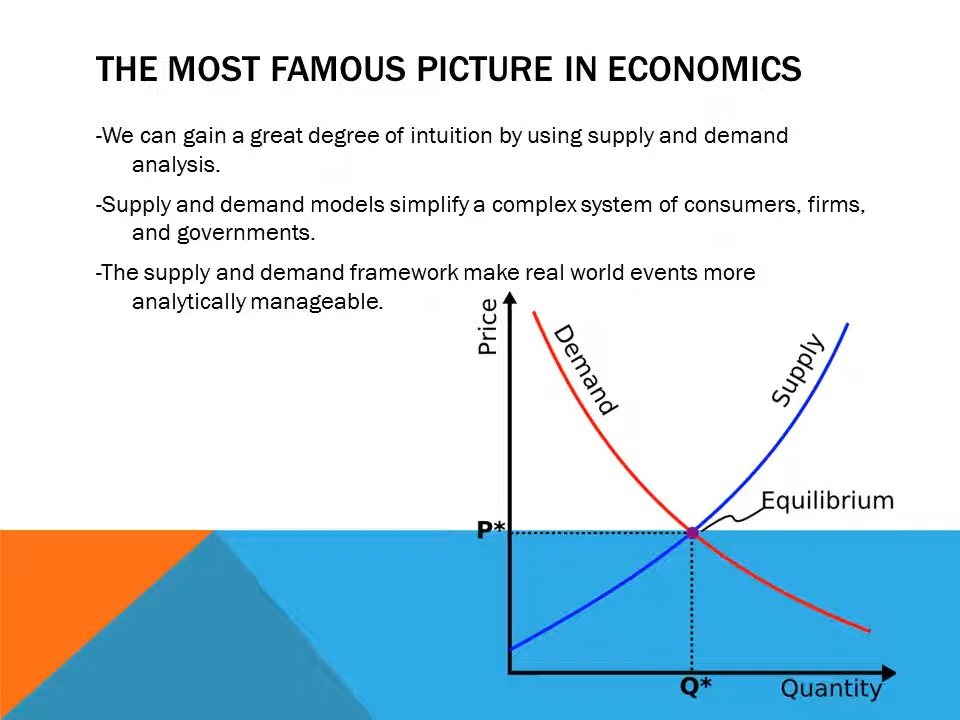 THE MOST FAMOUS PICTURE IN ECONOMICS
-We can gain a great degree of intuition by using supply and demand
analysis.
-Supply and demand models simplify a complex system of consumers, firms,
and governments.
-The supply and demand framework make real world events more
analytically manageable.
Price
Demand
Supply
Equilibrium
P*
Q*
Quantity